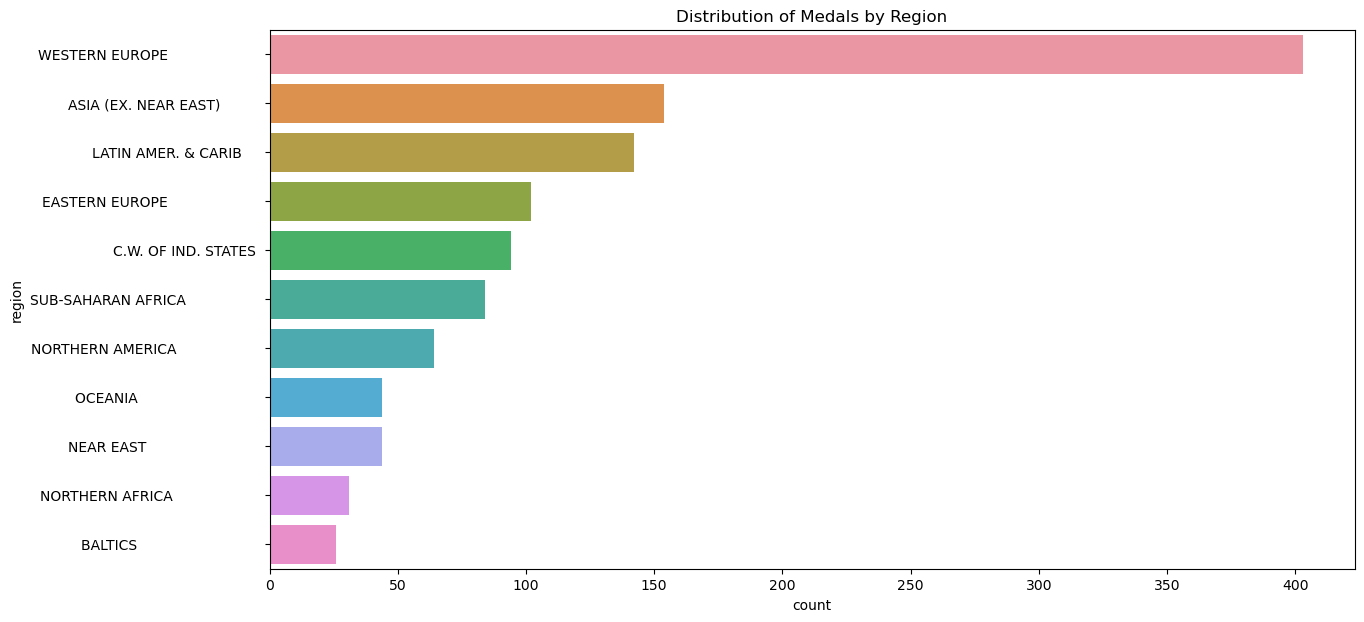 Distribution of Medals by Region
WESTERN EUROPE
ASIA (EX. NEAR EAST)
LATIN AMER. & CARIB
EASTERN EUROPE
C.W. OF IND. STATES
SUB-SAHARAN AFRICA
NORTHERN AMERICA
OCEANIA
NEAR EAST
NORTHERN AFRICA
BALTICS
region
0 50 100 150 200 250 300 350 400
count